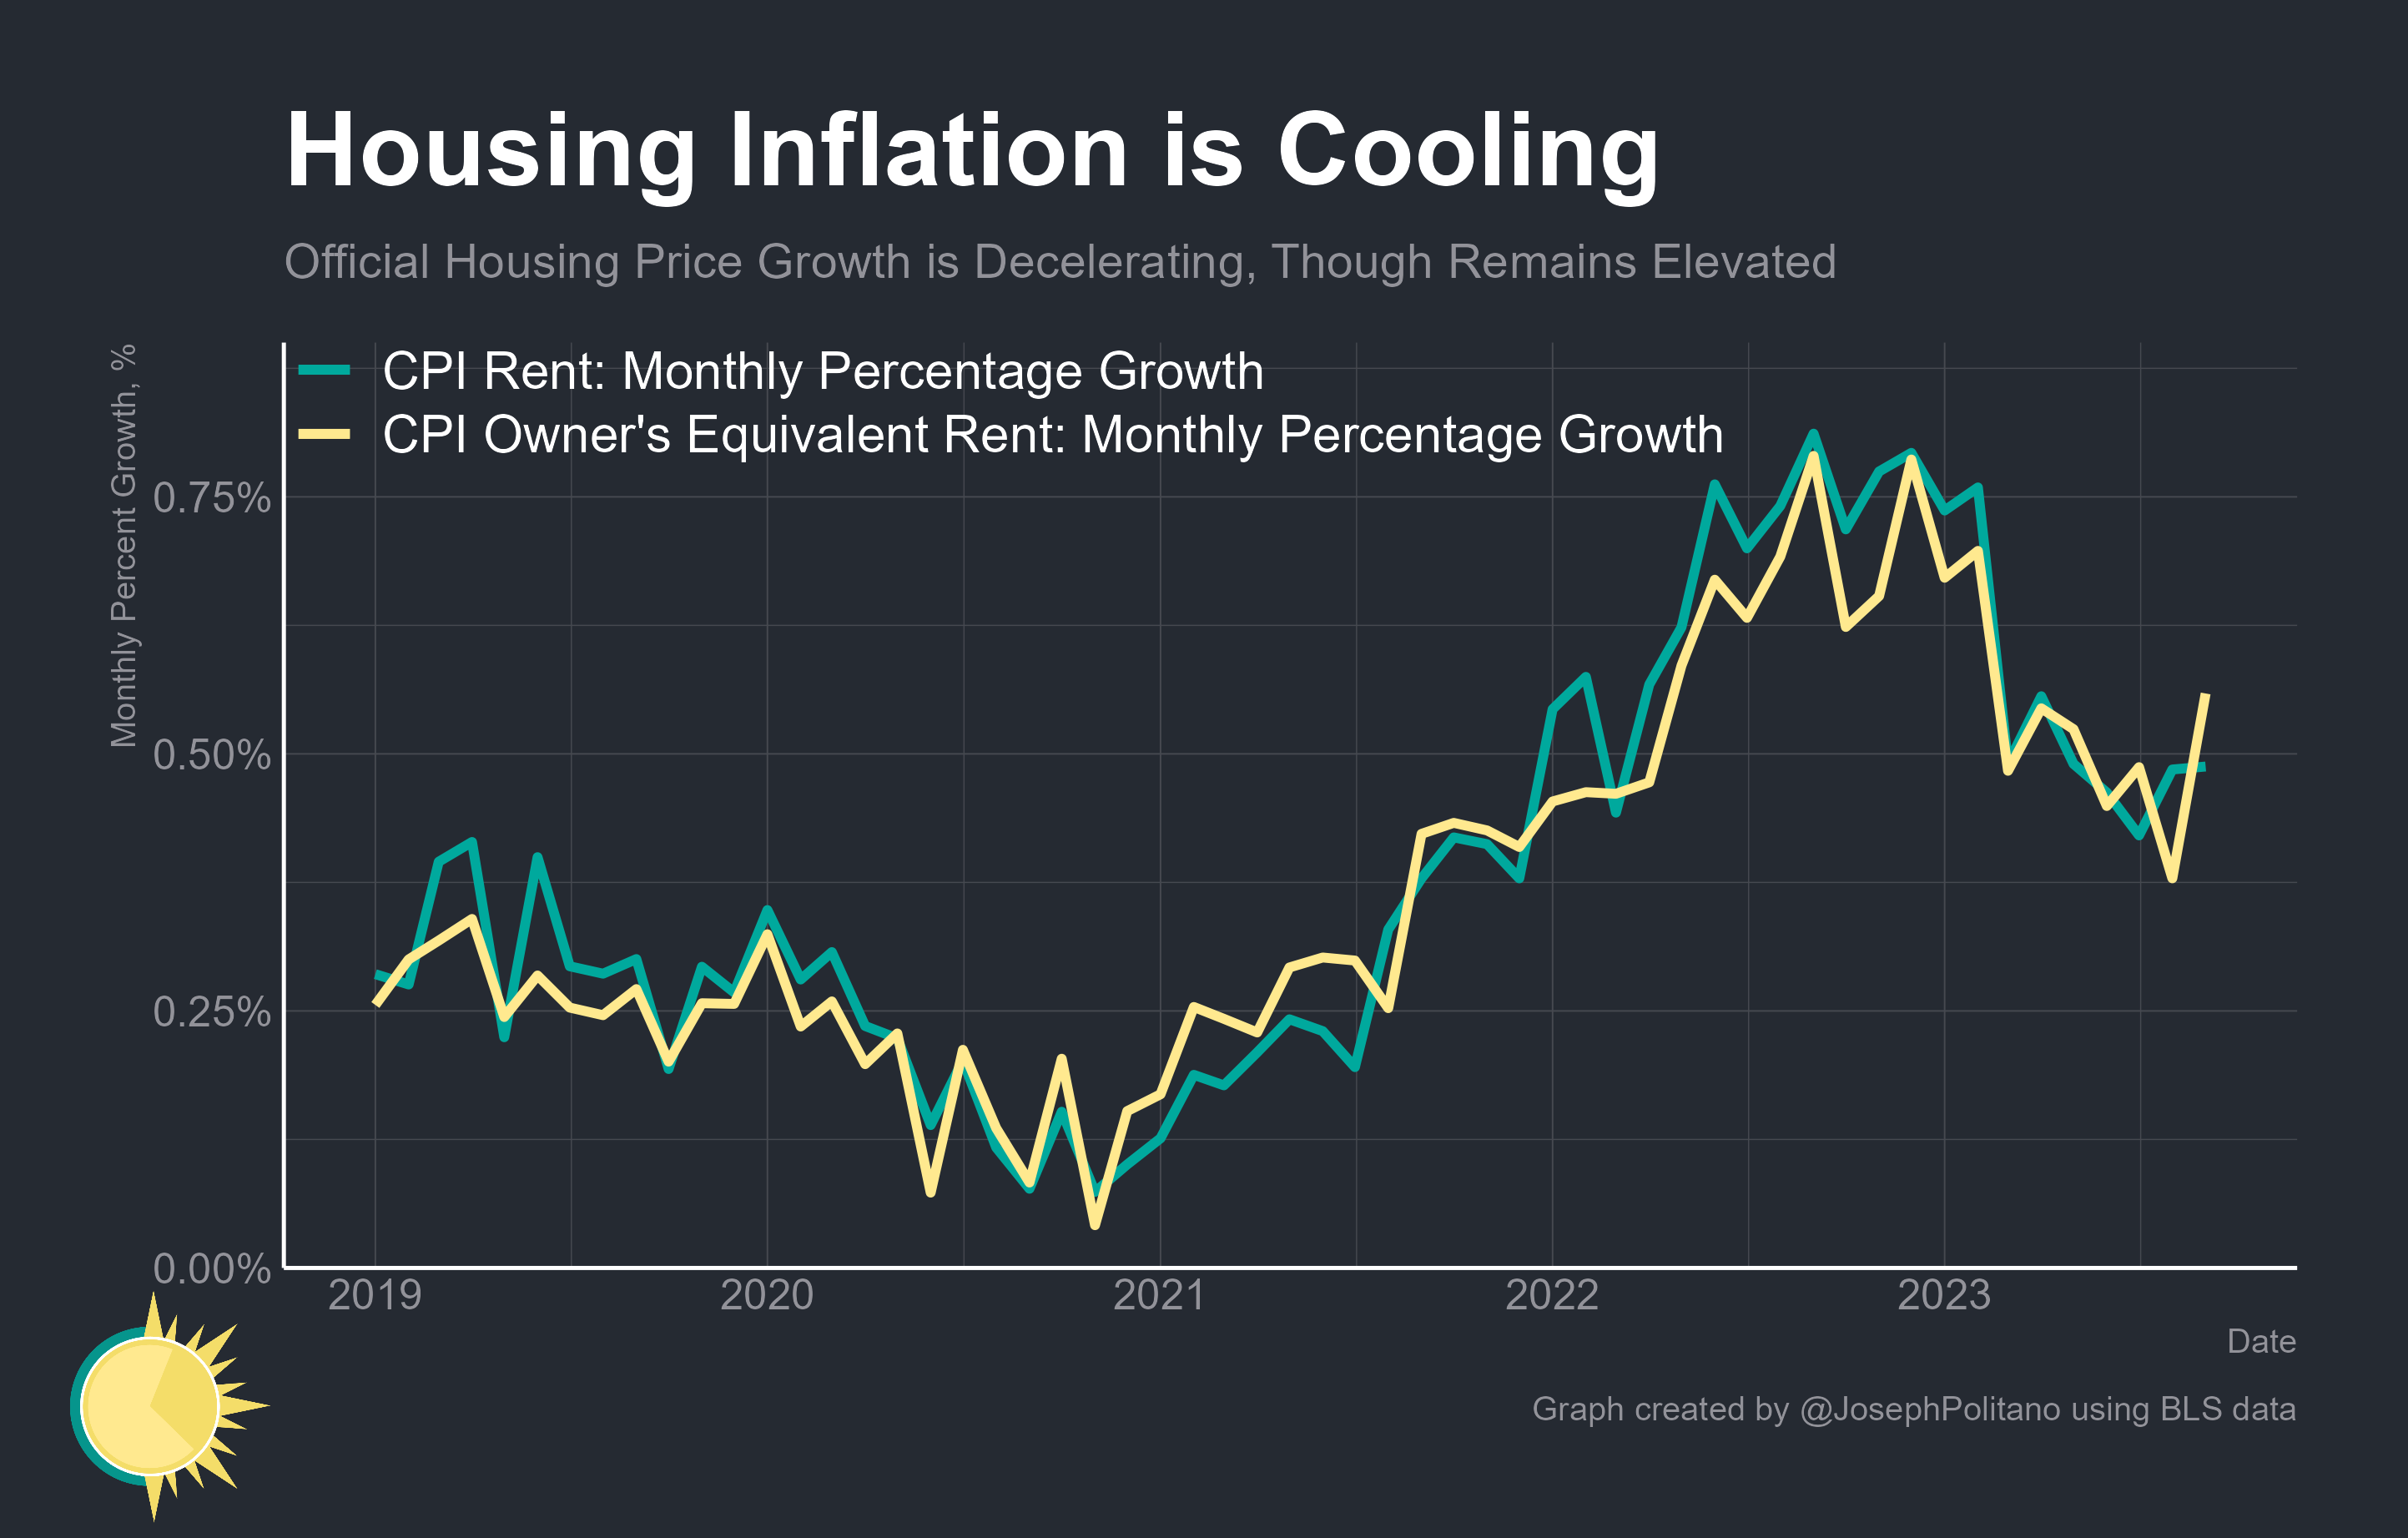 Housing Inflation is Cooling
Official Housing Price Growth is Decelerating, Though Remains Elevated
Monthly Percent Growth, %
CPI Rent: Monthly Percentage Growth
CPI Owner's Equivalent Rent: Monthly Percentage Growth
0.75%
0.50%
0.25%
0.00%
2019 2020 2021 2022 2023
Date
Graph created by @JosephPolitano using BLS data